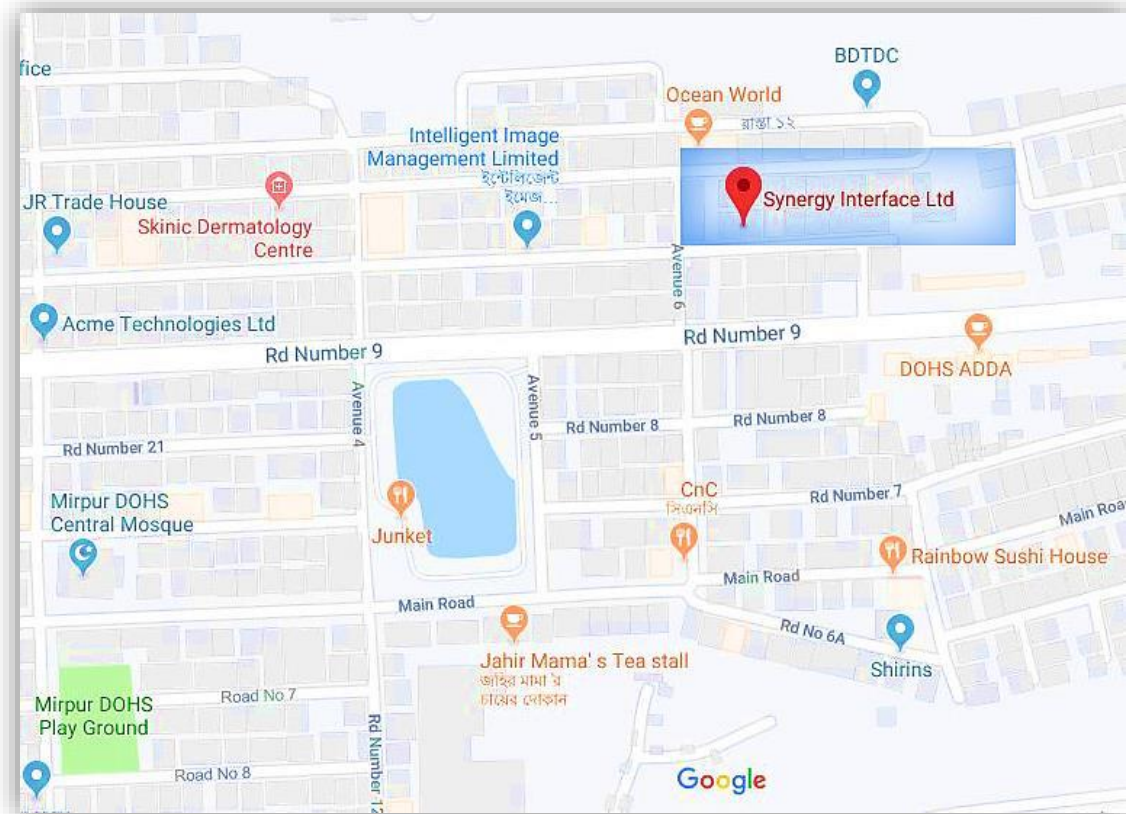 fice
BDTDC
Ocean World
রাস্তা ১২
Intelligent Image
Management Limited
ইন্টেলিজেন্ট
ইমেজ...
Synergy Interface Ltd
JR Trade House
Skinic Dermatology
Centre
Avenue 6
Acme Technologies Ltd
Rd Number 9
Rd Number 9
DOHS ADDA
Avenue 4
Avenue 5
Rd Number 8
Rd Number 8
Rd Number 21
Mirpur DOHS
Central Mosque
Junket
CnC
সিএনসি
Rd Number 7
Main Road
Rainbow Sushi House
Main Road
Main Road
Rd No 6A
Jahir Mama's Tea stall
জহির মামা 'র
চায়ের দোকান
Shirins
Road No 7
Mirpur DOHS
Play Ground
Rd Number 12
Road No 8
Google